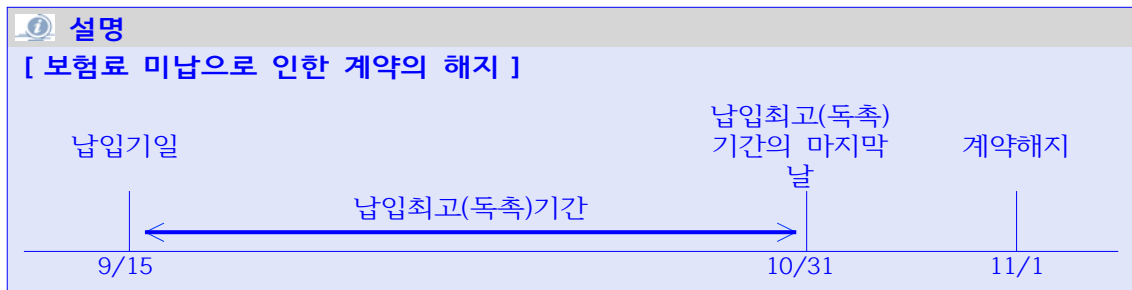 설명
[ 보험료 미납으로 인한 계약의 해지 ]
납입기일
납입최고(독촉)
기간의 마지막
날
계약해지
납입최고(독촉)기간
9/15
10/31
11/1